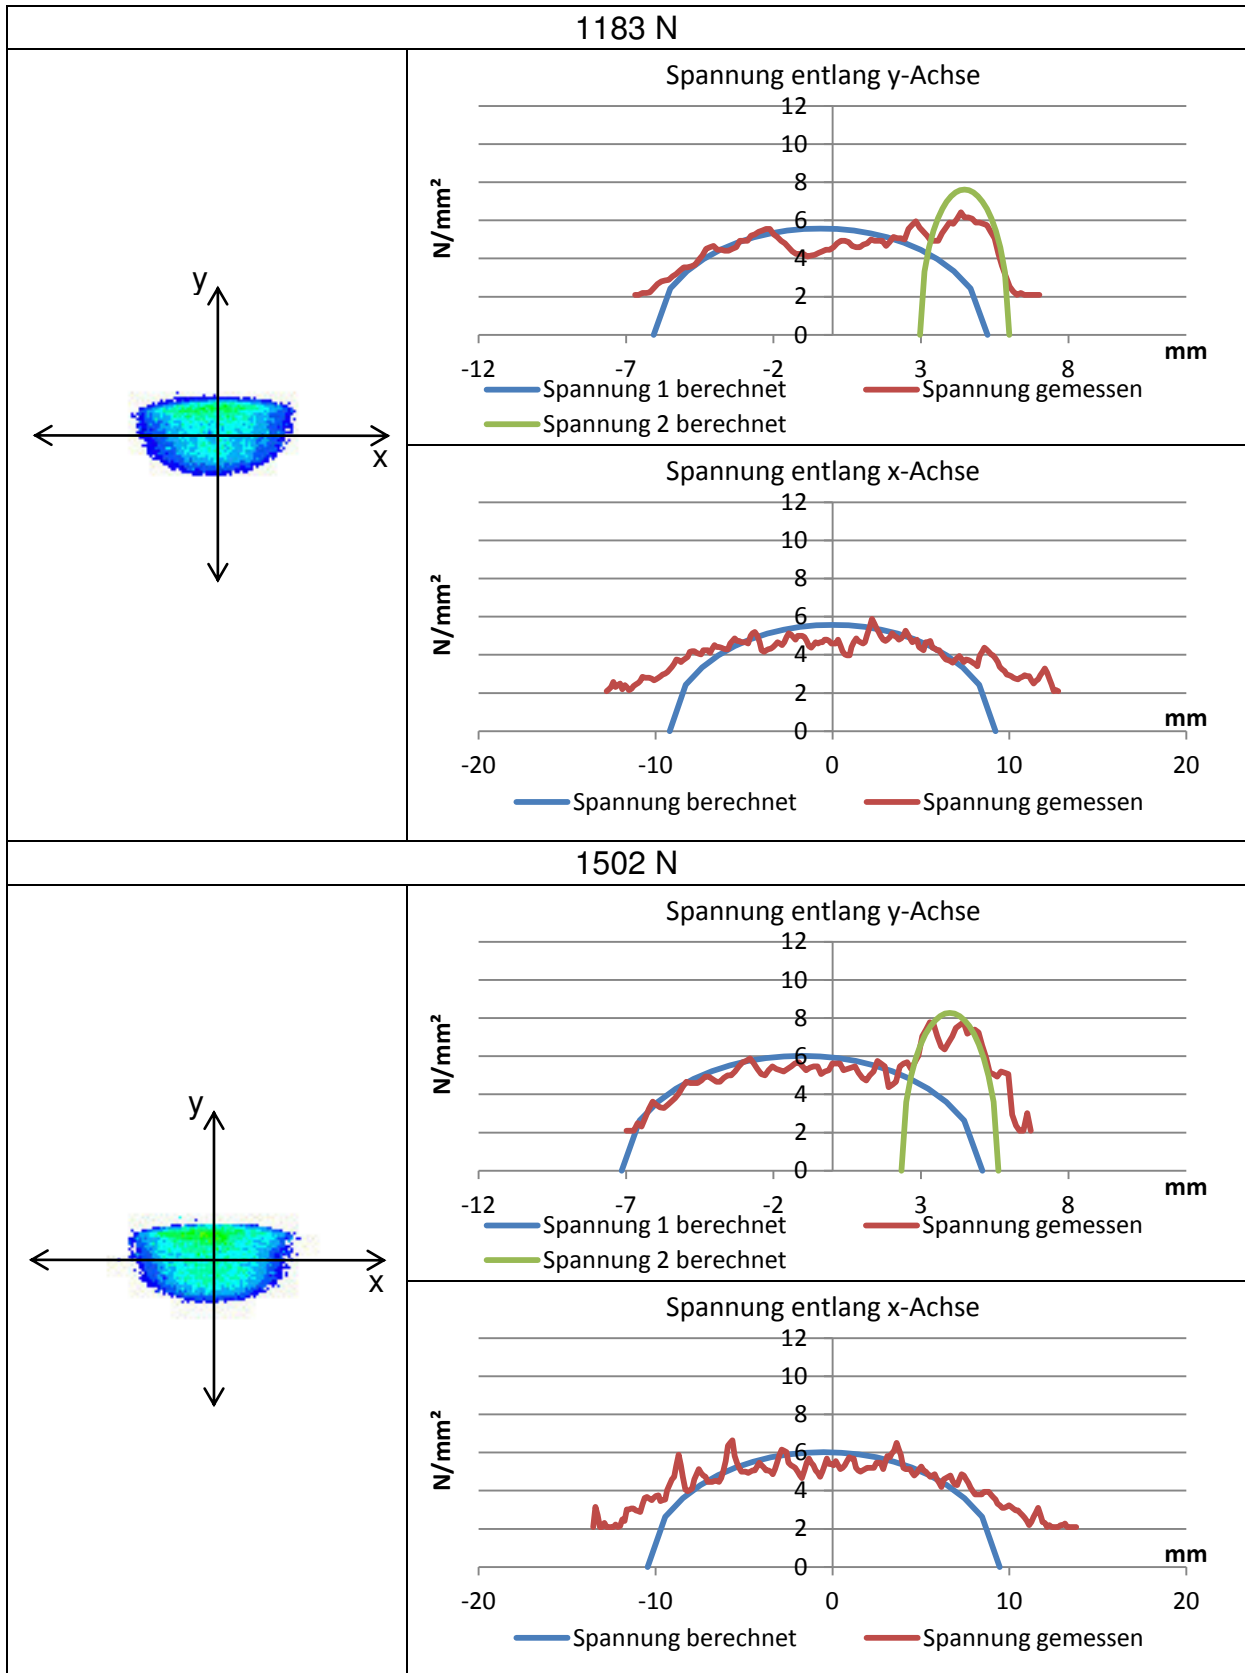 1183 N
y
x
Spannung entlang y-Achse
N/mm²
12
10
8
6
4
2
0
-12 -7 -2 3 8
mm
Spannung 1 berechnet Spannung gemessen
Spannung 2 berechnet
Spannung entlang x-Achse
N/mm²
12
10
8
6
4
2
0
mm
-20 -10 0 10 20
Spannung berechnet Spannung gemessen
1502 N
y
x
Spannung entlang y-Achse
N/mm²
12
10
8
6
4
2
0
-12 -7 -2 3 8
mm
Spannung 1 berechnet Spannung gemessen
Spannung 2 berechnet
Spannung entlang x-Achse
N/mm²
12
10
8
6
4
2
0
mm
-20 -10 0 10 20
Spannung berechnet Spannung gemessen